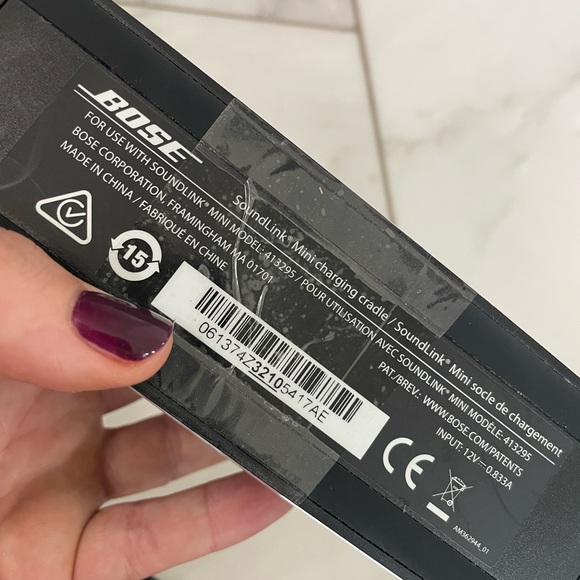 BOSE
SoundLink® Mini charging cradle / SoundLink® Mini socle de chargement
FOR USE WITH SOUNDLINK® MINI MODEL: 413295 / POUR UTILISATION AVEC SOUNDLINK® MINI MODÈLE: 413295
BOSE CORPORATION, FRAMINGHAM, MA 01701
PAT/BREV.: WWW.BOSE.COM/PATENTS
MADE IN CHINA / FABRIQUÉ EN CHINE
INPUT: 12V⎓0.833A
15
061374Z32105417AE
CE
AM362944_01